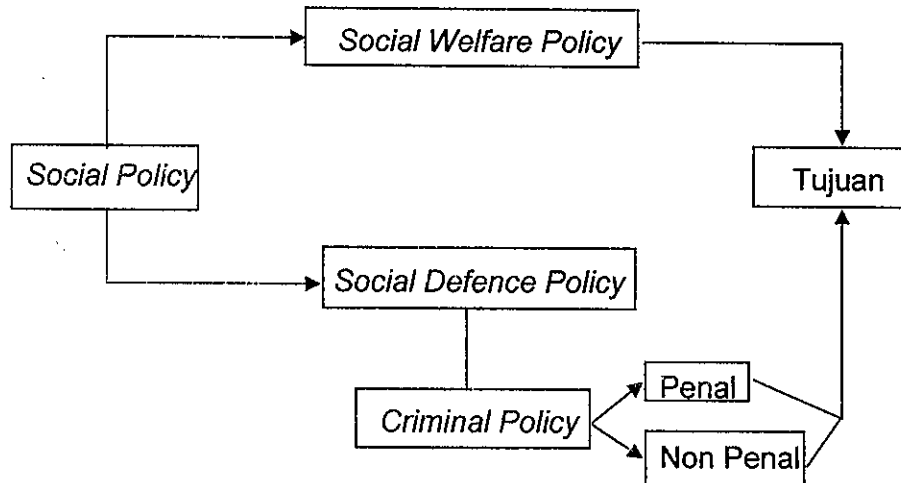 Social Welfare Policy
Social Policy
Tujuan
Social Defence Policy
Penal
Criminal Policy
Non Penal